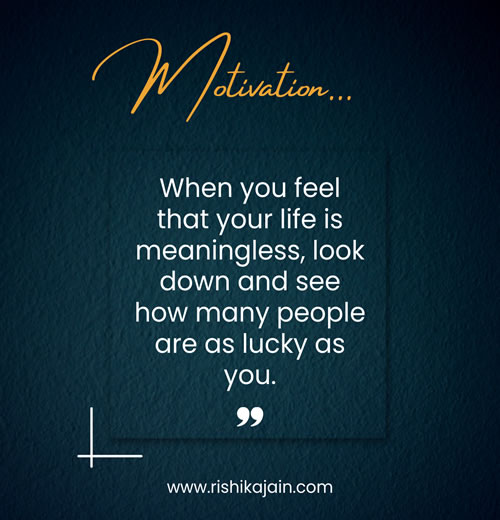 Motivation...
When you feel
that your life is
meaningless, look
down and see
how many people
are as lucky as
you.
”
www.rishikajain.com